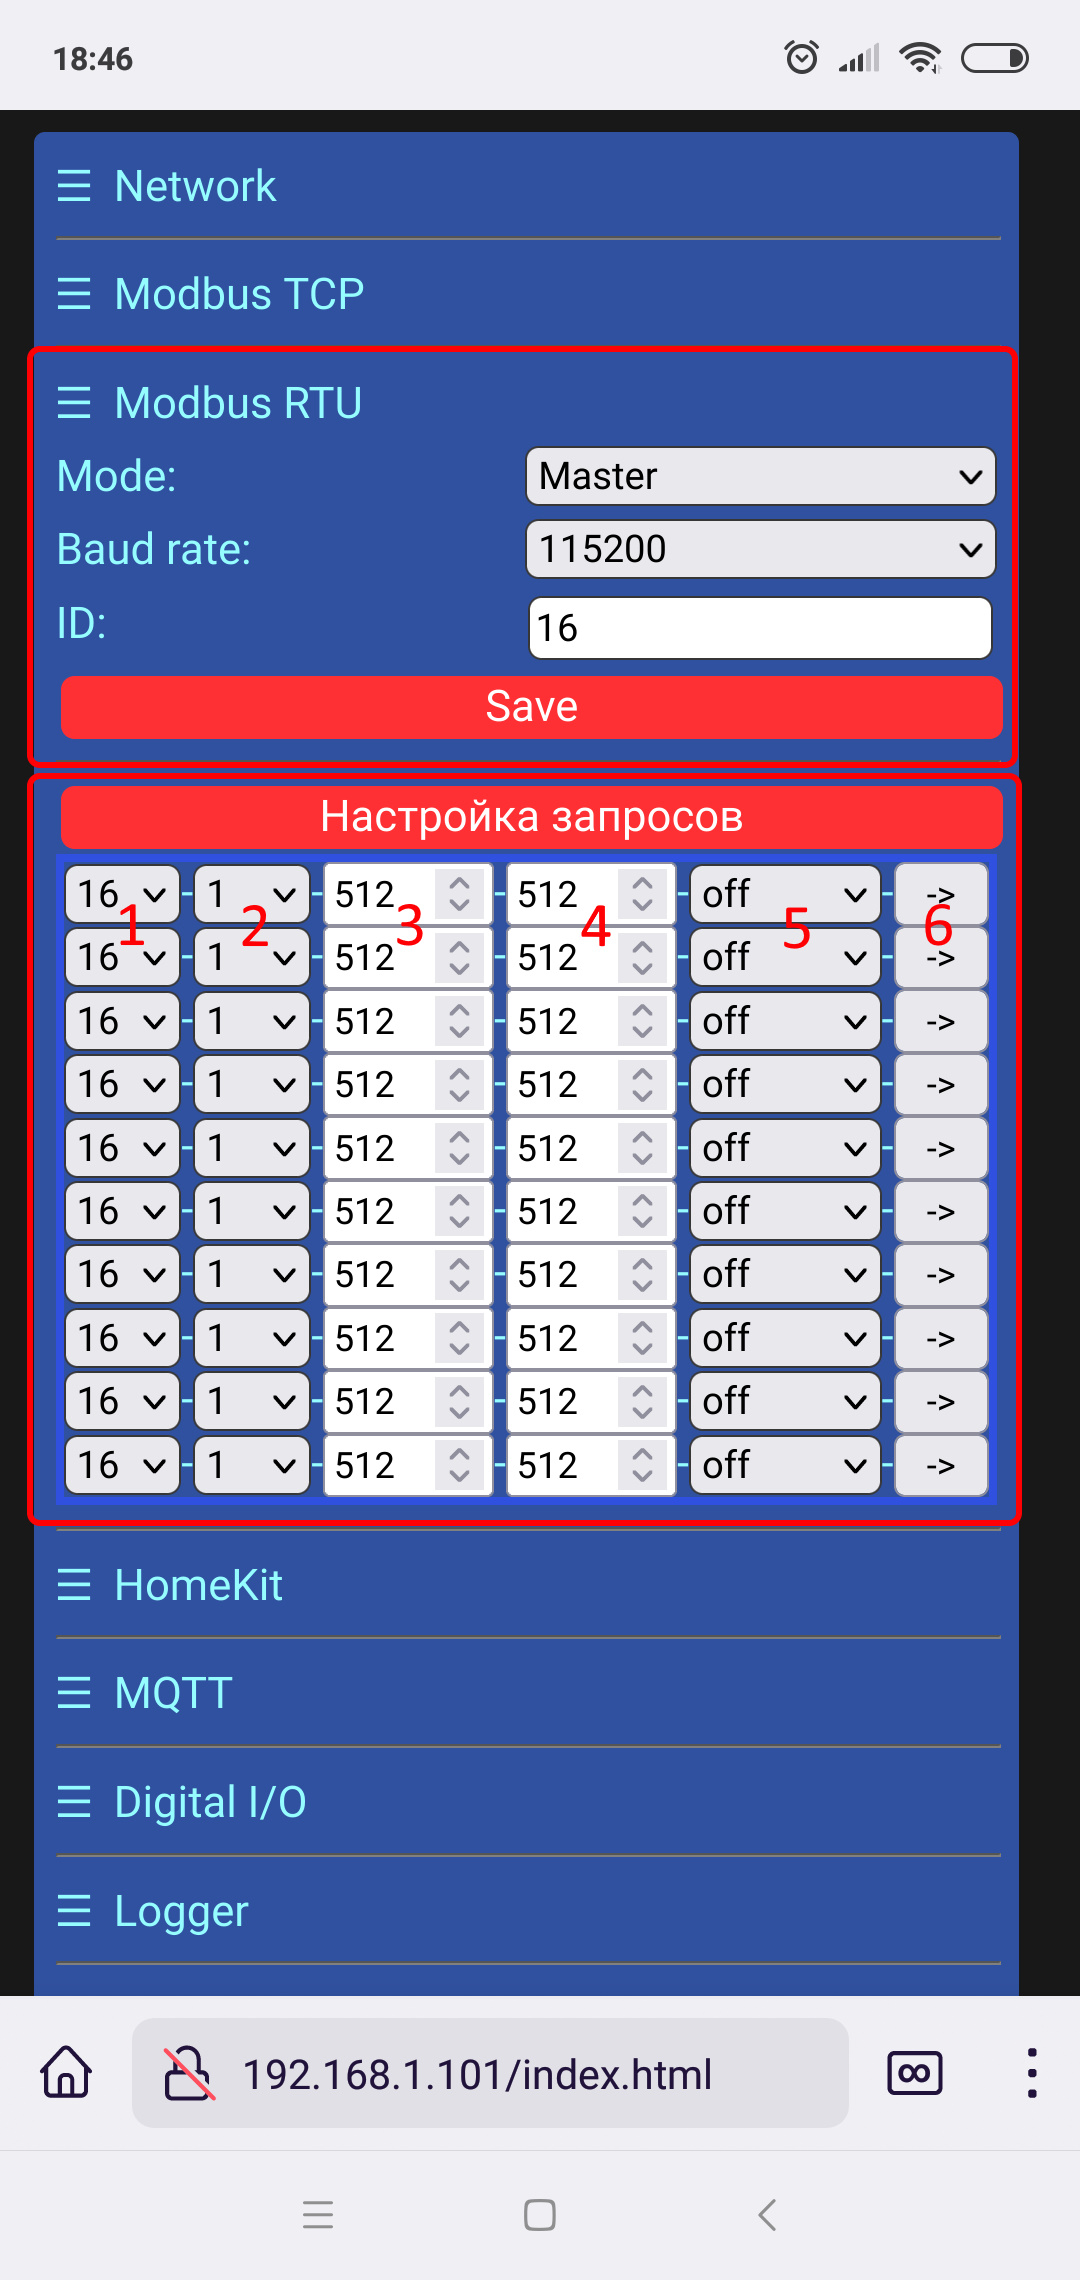 18:46
Network
Modbus TCP
Modbus RTU
Mode: Master
Baud rate: 115200
ID: 16
Save
Настройка запросов
16 - 1 - 512 - 512 - off - ->
1 2 3 4 5 6
16 - 1 - 512 - 512 - off - ->
16 - 1 - 512 - 512 - off - ->
16 - 1 - 512 - 512 - off - ->
16 - 1 - 512 - 512 - off - ->
16 - 1 - 512 - 512 - off - ->
16 - 1 - 512 - 512 - off - ->
16 - 1 - 512 - 512 - off - ->
16 - 1 - 512 - 512 - off - ->
16 - 1 - 512 - 512 - off - ->
HomeKit
MQTT
Digital I/O
Logger
192.168.1.101/index.html